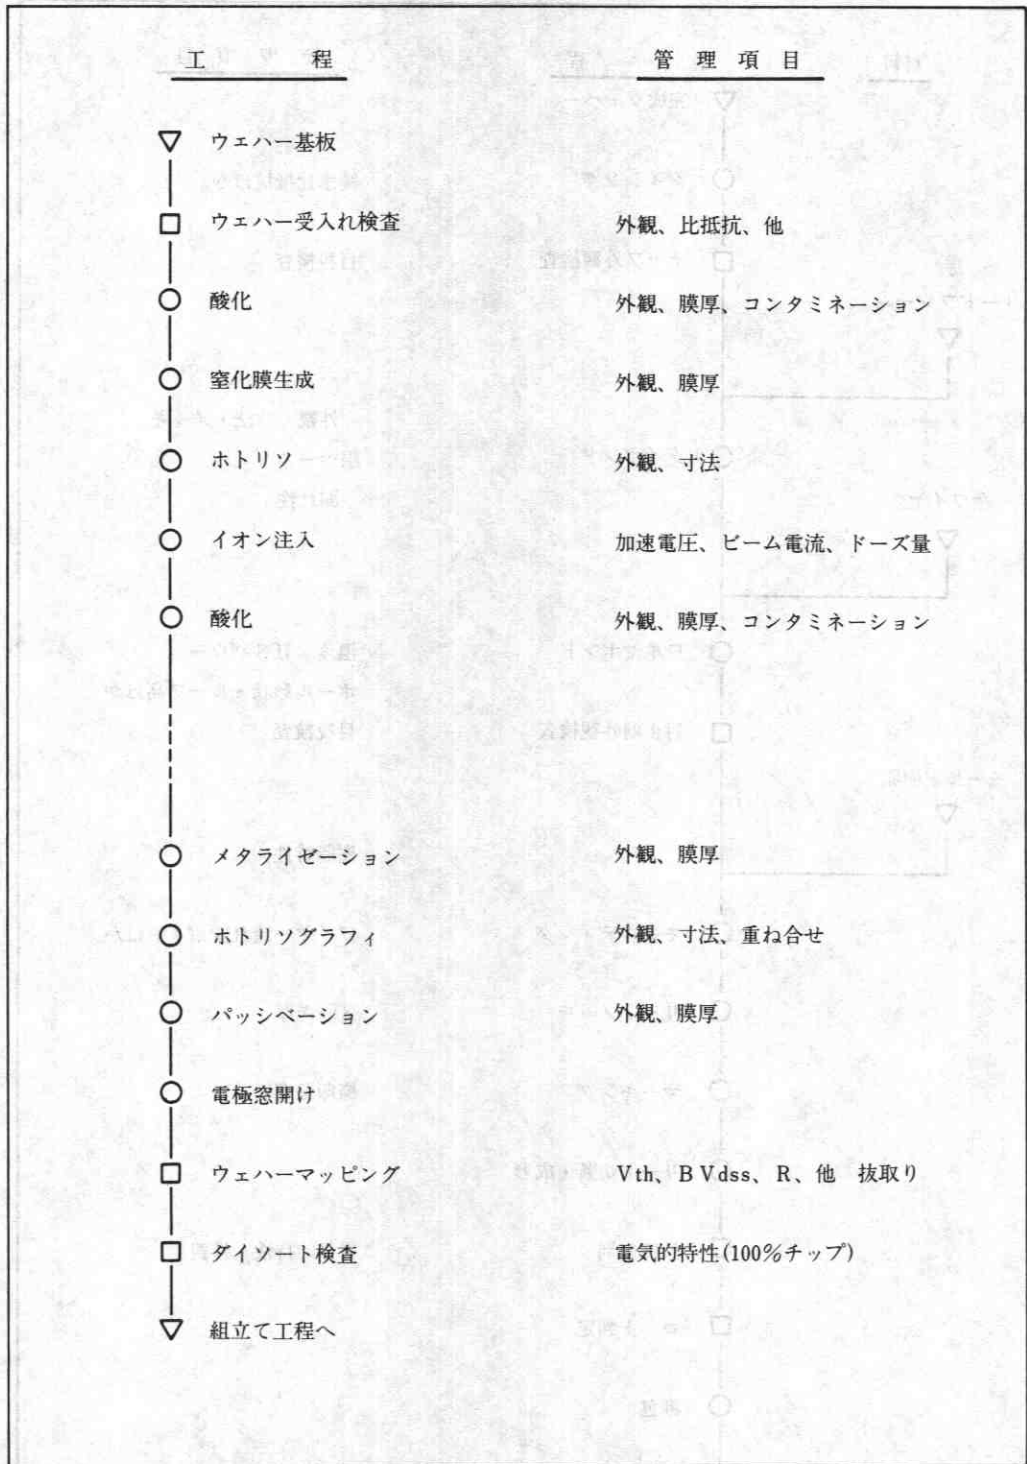 工程 管理項目
ウェハー基板
ウェハー受入れ検査 外観、比抵抗、他
酸化 外観、膜厚、コンタミネーション
窒化膜生成 外観、膜厚
ホトリソ 外観、寸法
イオン注入 加速電圧、ビーム電流、ドーズ量
酸化 外観、膜厚、コンタミネーション
メタライゼーション 外観、膜厚
ホトリソグラフィ 外観、寸法、重ね合せ
パッシベーション 外観、膜厚
電極窓開け
ウェハーマッピング Vth、BVdss、R、他 抜取り
ダイソート検査 電気的特性(100%チップ)
組立て工程へ